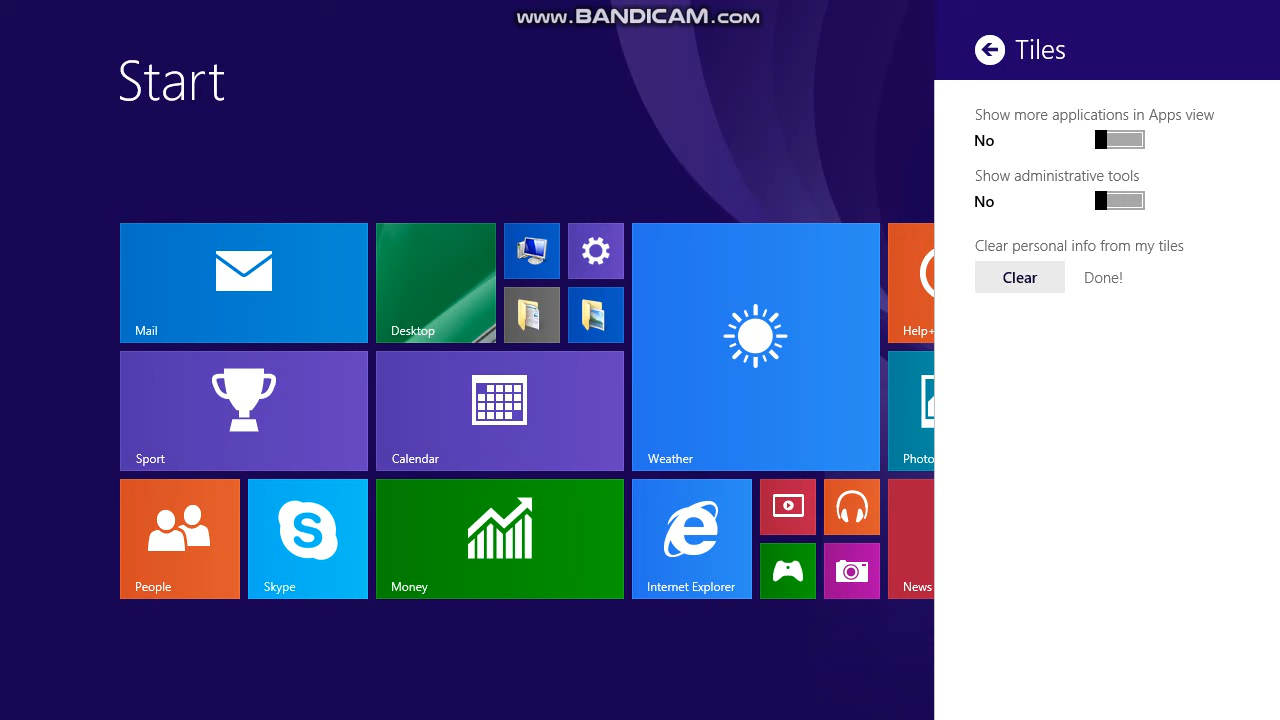 www.BANDICAM.com
Start
Tiles
Show more applications in Apps view
No
Show administrative tools
No
Clear personal info from my tiles
Clear Done!
Mail
Desktop
Help+
Sport
Calendar
Weather
Photo
People
Skype
Money
Internet Explorer
News